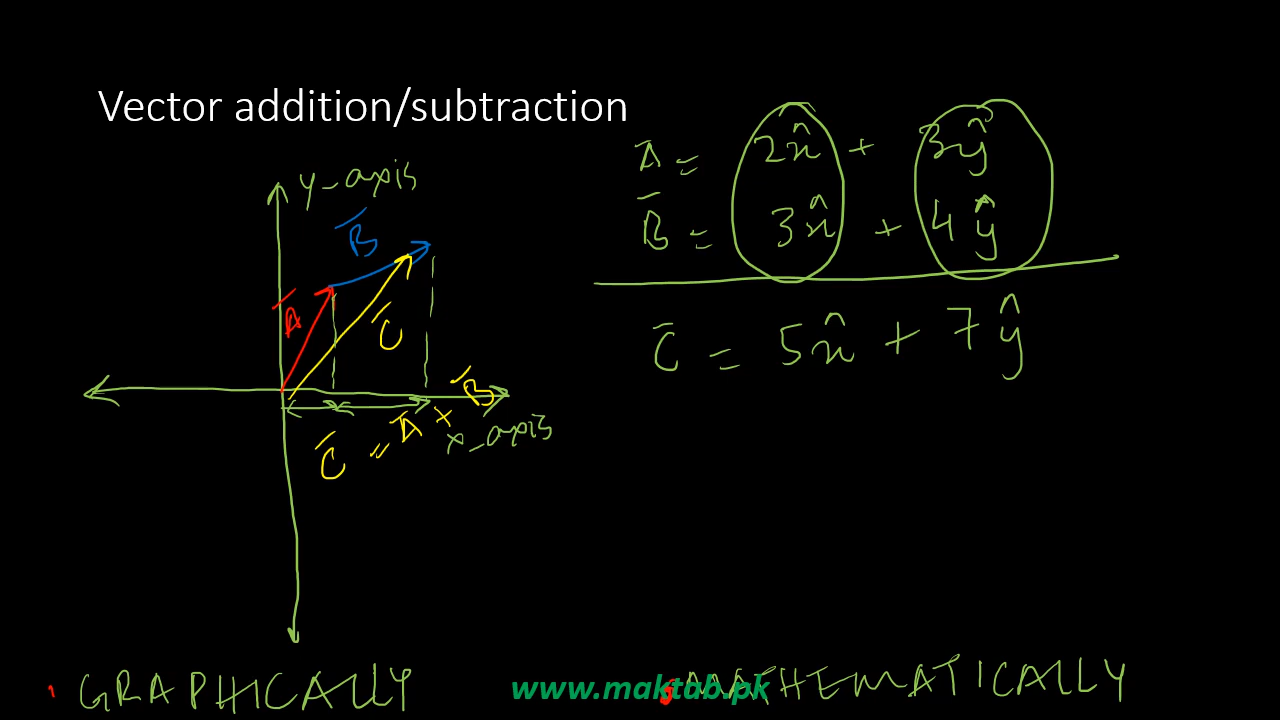 Vector addition/subtraction
y-axis
B̄
Ā
C̄
x-axis
C̄ = Ā + B̄
Ā = 2x̂ + 3ŷ
B̄ = 3x̂ + 4ŷ
C̄ = 5x̂ + 7ŷ
GRAPHICALLY
MATHEMATICALLY
www.maktab.pk